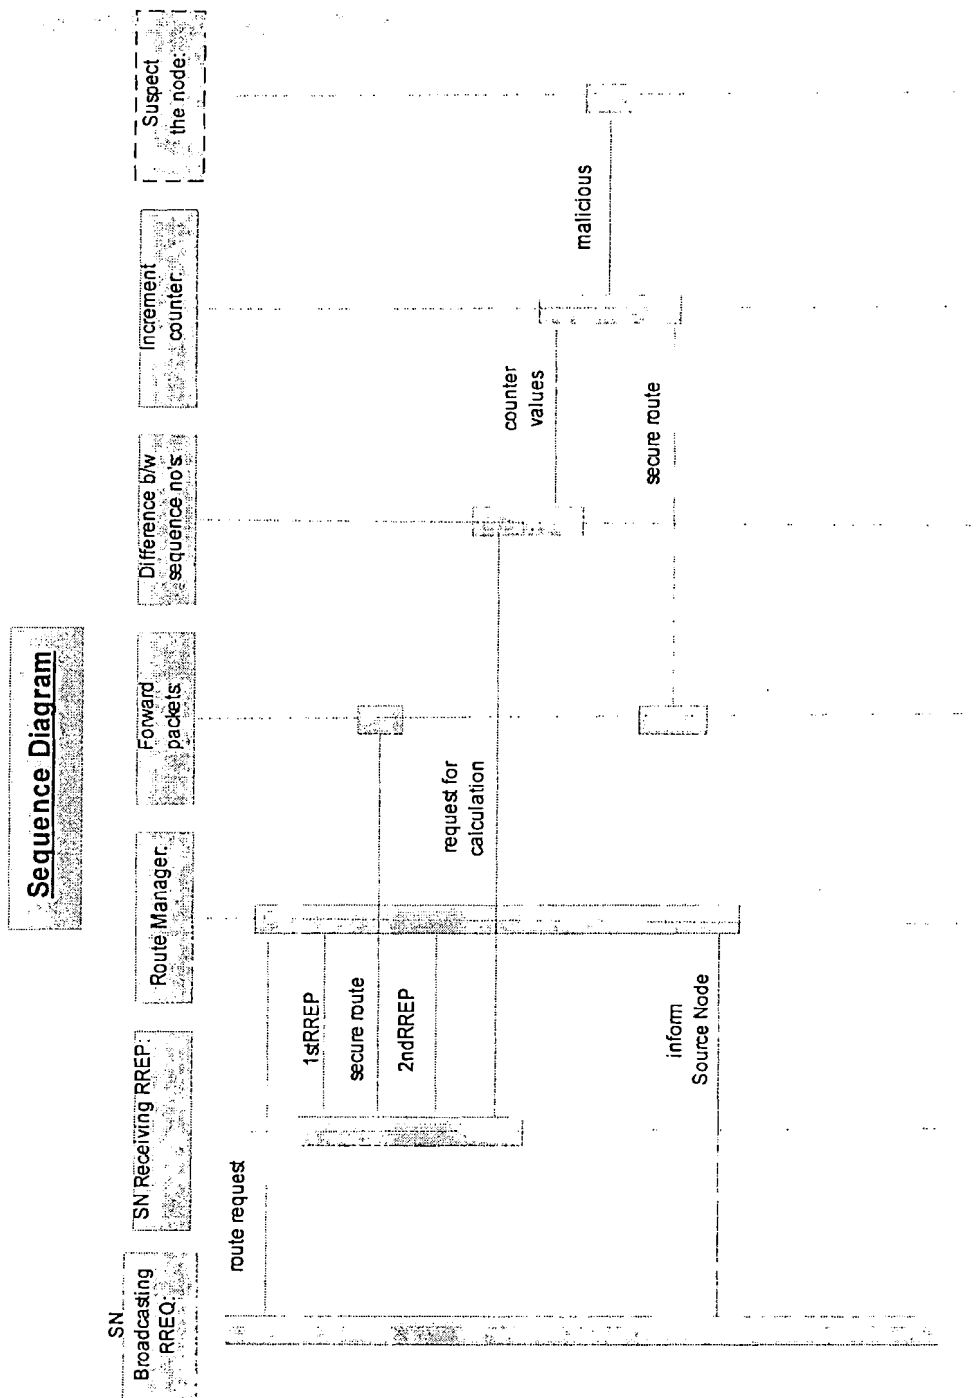 Sequence Diagram
SN
Broadcasting
RREQ:
SN Receiving RREP:
Route Manager:
Forward
packets:
Difference b/w
sequence no's:
Increment
counter:
Suspect
the node:
route request
1stRREP
secure route
2ndRREP
request for
calculation
counter
values
malicious
secure route
inform
Source Node